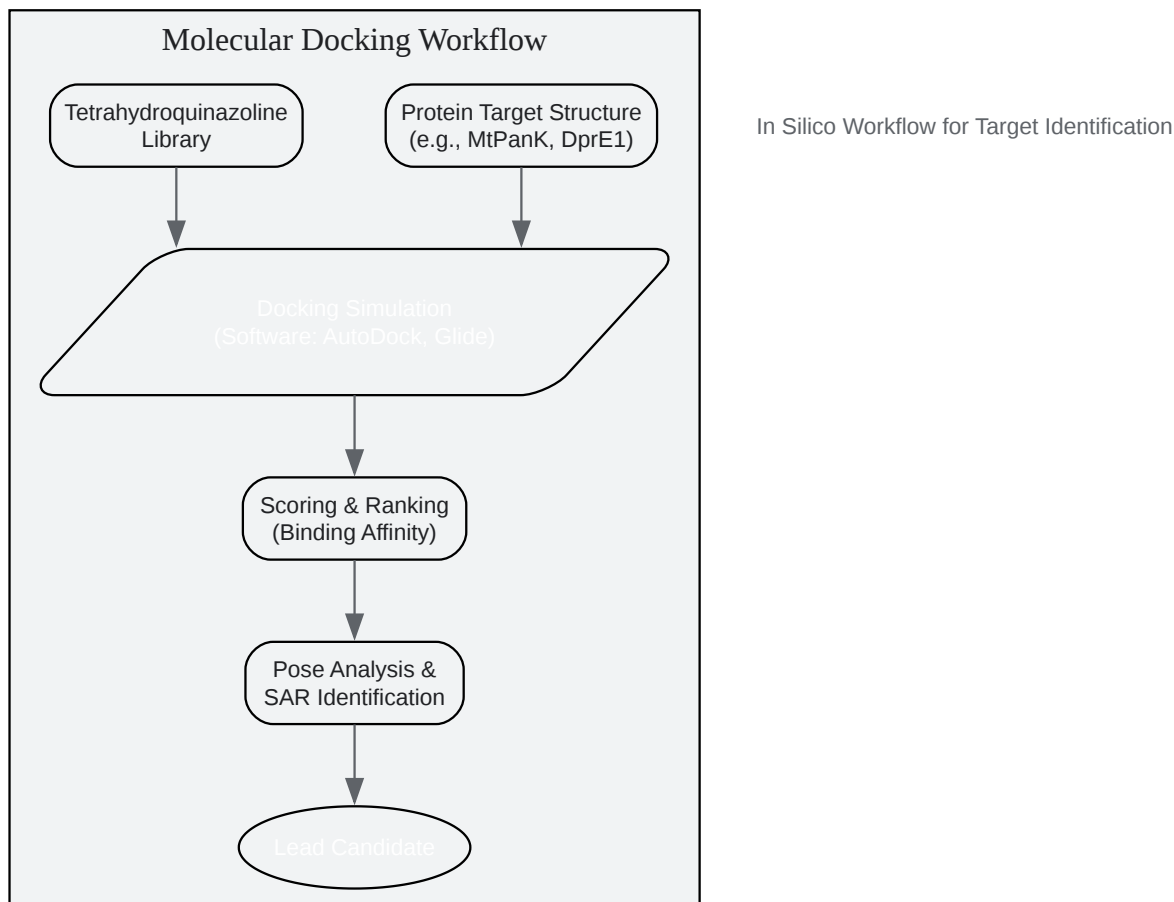 Molecular Docking Workflow
Tetrahydroquinazoline
Library
Protein Target Structure
(e.g., MtPanK, DprE1)
In Silico Workflow for Target Identification
Docking Simulation
(Software: AutoDock, Glide)
Scoring & Ranking
(Binding Affinity)
Pose Analysis &
SAR Identification
Lead Candidate